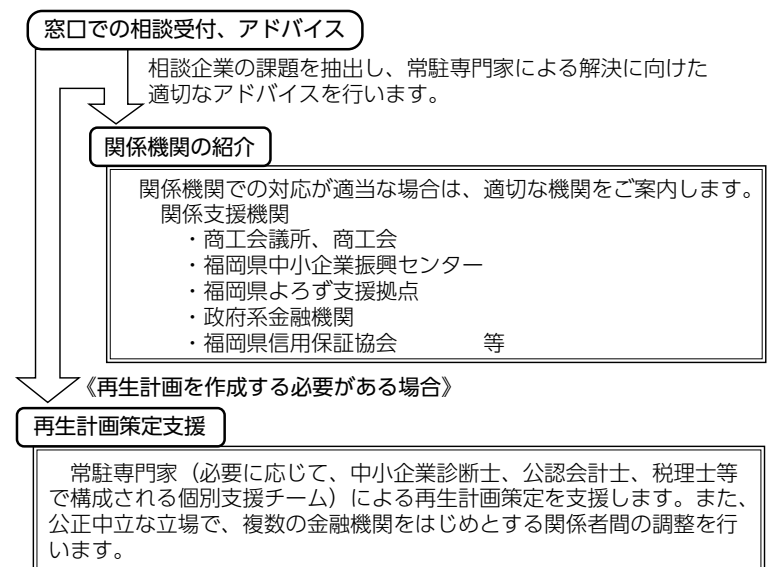 窓口での相談受付、アドバイス
相談企業の課題を抽出し、常駐専門家による解決に向けた
適切なアドバイスを行います。
関係機関の紹介
関係機関での対応が適当な場合は、適切な機関をご案内します。
関係支援機関
・商工会議所、商工会
・福岡県中小企業振興センター
・福岡県よろず支援拠点
・政府系金融機関
・福岡県信用保証協会　　　等
《再生計画を作成する必要がある場合》
再生計画策定支援
常駐専門家（必要に応じて、中小企業診断士、公認会計士、税理士等
で構成される個別支援チーム）による再生計画策定を支援します。また、
公正中立な立場で、複数の金融機関をはじめとする関係者間の調整を行
います。